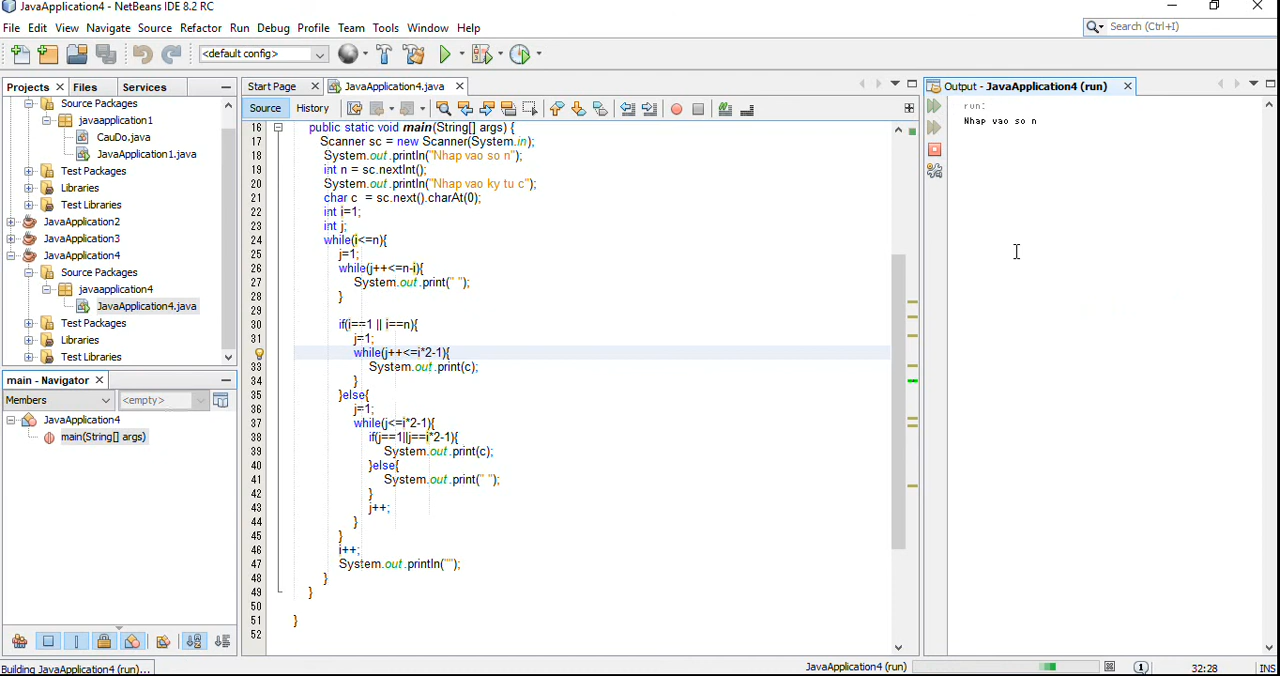 JavaApplication4 - NetBeans IDE 8.2 RC
File Edit View Navigate Source Refactor Run Debug Profile Team Tools Window Help
Search (Ctrl+I)
<default config>
Projects Files Services
Source Packages
javaapplication1
CauDo.java
JavaApplication1.java
Test Packages
Libraries
Test Libraries
JavaApplication2
JavaApplication3
JavaApplication4
Source Packages
javaapplication4
JavaApplication4.java
Test Packages
Libraries
Test Libraries
main - Navigator
Members <empty>
JavaApplication4
main(String[] args)
Start Page JavaApplication4.java
Source History
16 public static void main(String[] args) {
17 Scanner sc = new Scanner(System.in);
18 System.out.println("Nhap vao so n");
19 int n = sc.nextInt();
20 System.out.println("Nhap vao ky tu c");
21 char c = sc.next().charAt(0);
22 int i=1;
23 int j;
24 while(i<=n){
25 j=1;
26 while(j++<=n-i){
27 System.out.print(" ");
28 }
29
30 if(i==1 || i==n){
31 j=1;
while(j++<=i*2-1){
33 System.out.print(c);
34 }
35 }else{
36 j=1;
37 while(j<=i*2-1){
38 if(j==1||j==i*2-1){
39 System.out.print(c);
40 }else{
41 System.out.print(" ");
42 }
43 j++;
44 }
45 }
46 i++;
47 System.out.println("");
48 }
49 }
50
51 }
52
Output - JavaApplication4 (run)
run:
Nhap vao so n
Building JavaApplication4 (run)...
JavaApplication4 (run)
1
32:28
INS